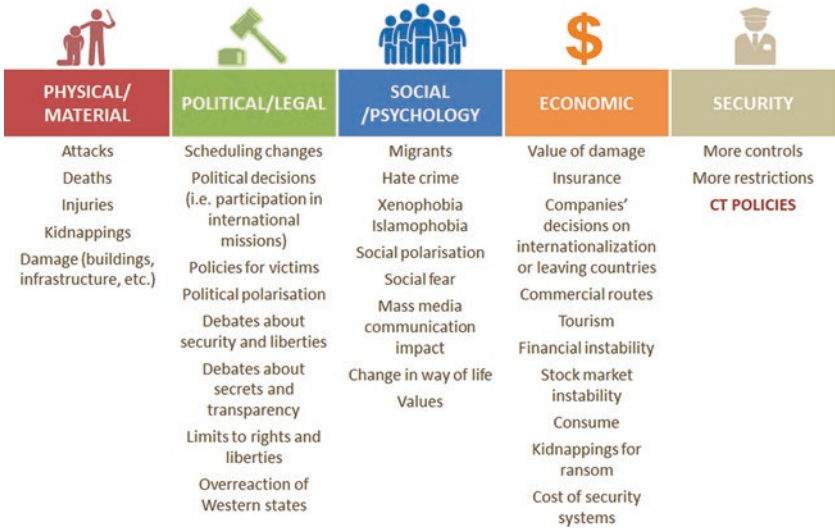 PHYSICAL/
MATERIAL
Attacks
Deaths
Injuries
Kidnappings
Damage (buildings,
infrastructure, etc.)
POLITICAL/LEGAL
Scheduling changes
Political decisions
(i.e. participation in
international
missions)
Policies for victims
Political polarisation
Debates about
security and liberties
Debates about
secrets and
transparency
Limits to rights and
liberties
Overreaction of
Western states
SOCIAL
/PSYCHOLOGY
Migrants
Hate crime
Xenophobia
Islamophobia
Social polarisation
Social fear
Mass media
communication
impact
Change in way of life
Values
$
ECONOMIC
Value of damage
Insurance
Companies’
decisions on
internationalization
or leaving countries
Commercial routes
Tourism
Financial instability
Stock market
instability
Consume
Kidnappings for
ransom
Cost of security
systems
SECURITY
More controls
More restrictions
CT POLICIES